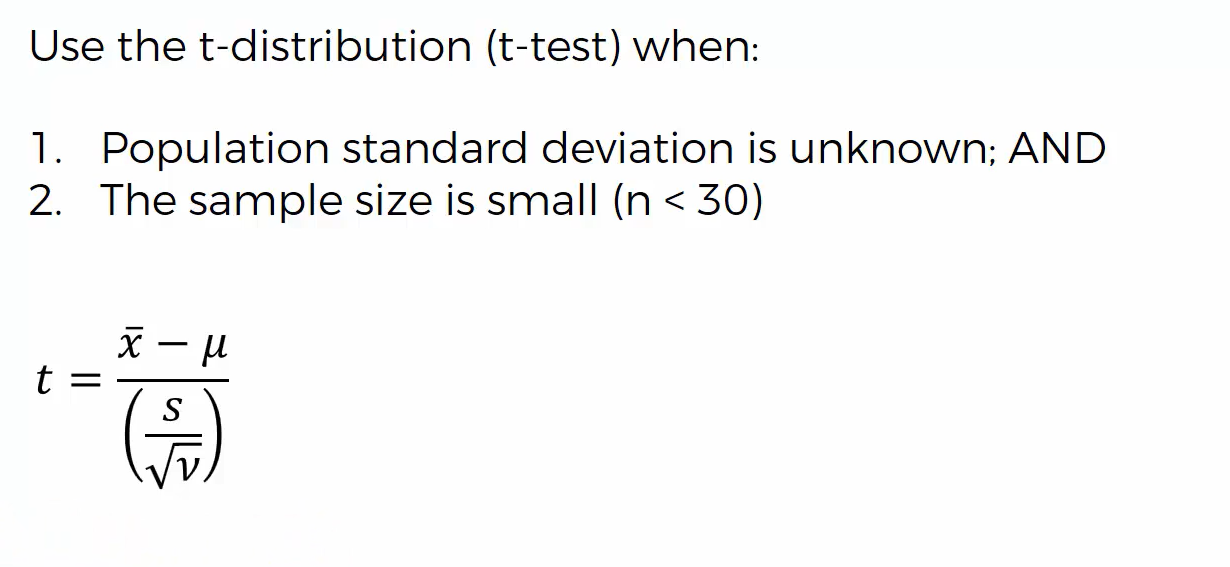 Use the t-distribution (t-test) when:
1. Population standard deviation is unknown; AND
2. The sample size is small (n < 30)
t = \frac{\bar{x} - \mu}{\left(\frac{s}{\sqrt{\nu}}\right)}